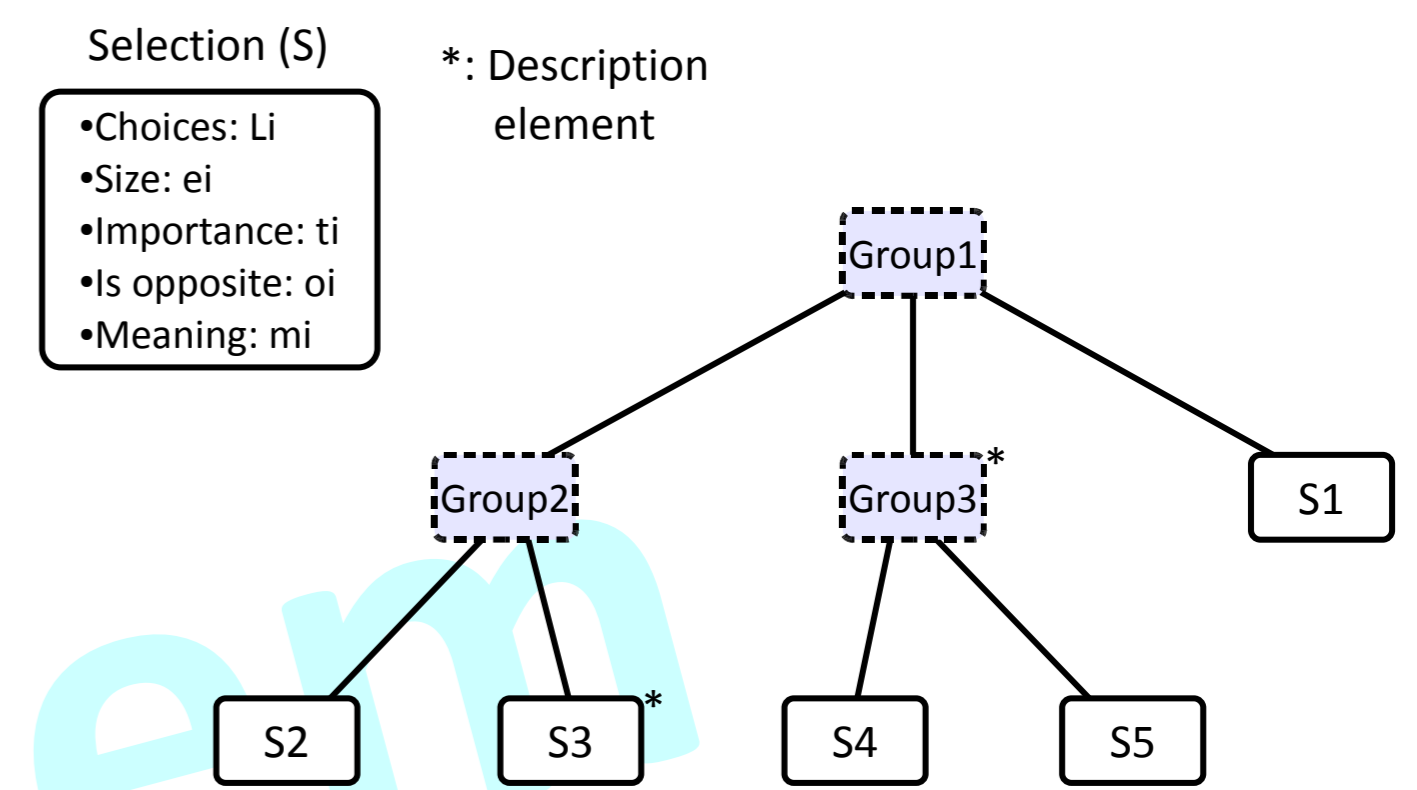 Selection (S)
*: Description
element
•Choices: Li
•Size: ei
•Importance: ti
•Is opposite: oi
•Meaning: mi
Group1
Group2
Group3*
S1
S2
S3*
S4
S5
em